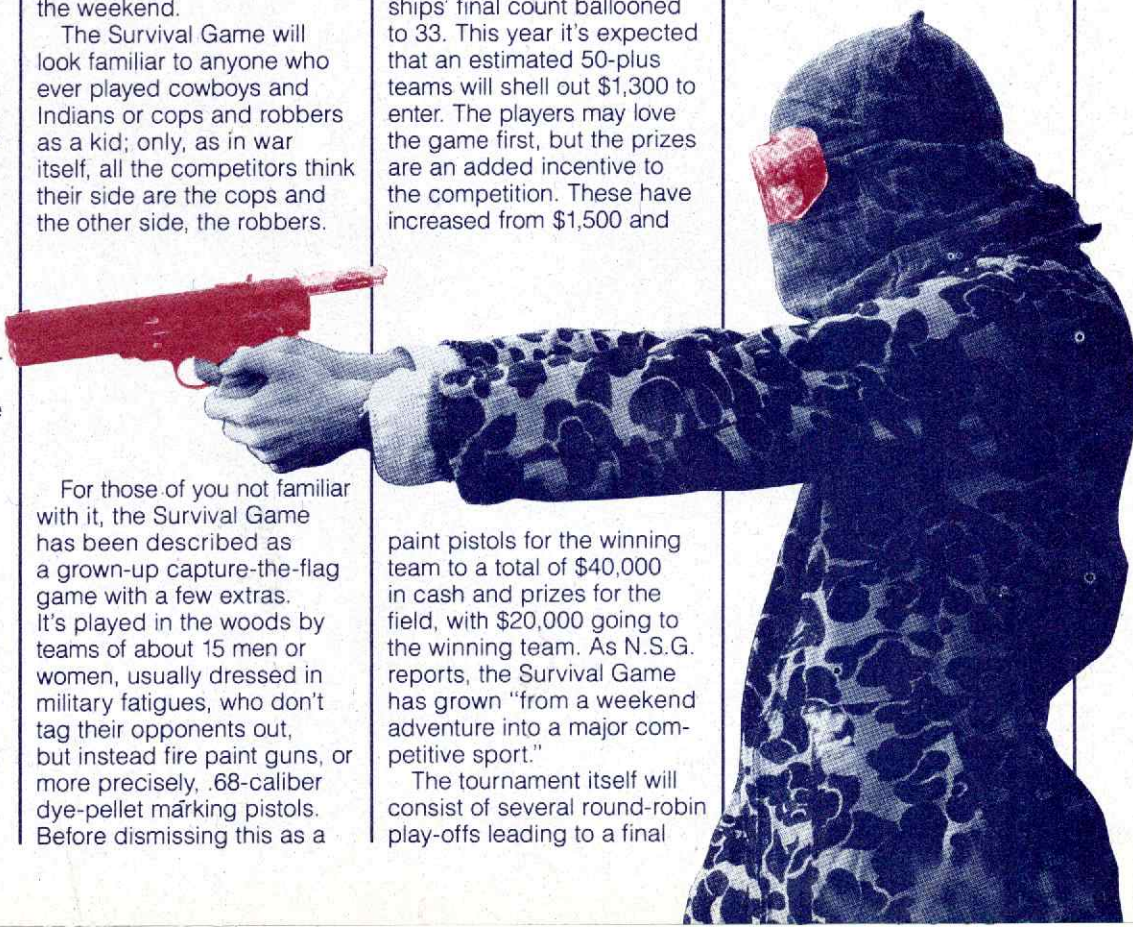 the weekend.
The Survival Game will
look familiar to anyone who
ever played cowboys and
Indians or cops and robbers
as a kid; only, as in war
itself, all the competitors think
their side are the cops and
the other side, the robbers.
For those of you not familiar
with it, the Survival Game
has been described as
a grown-up capture-the-flag
game with a few extras.
It's played in the woods by
teams of about 15 men or
women, usually dressed in
military fatigues, who don't
tag their opponents out,
but instead fire paint guns, or
more precisely, .68-caliber
dye-pellet marking pistols.
Before dismissing this as a
ships' final count ballooned
to 33. This year it's expected
that an estimated 50-plus
teams will shell out $1,300 to
enter. The players may love
the game first, but the prizes
are an added incentive to
the competition. These have
increased from $1,500 and
paint pistols for the winning
team to a total of $40,000
in cash and prizes for the
field, with $20,000 going to
the winning team. As N.S.G.
reports, the Survival Game
has grown "from a weekend
adventure into a major com-
petitive sport."
The tournament itself will
consist of several round-robin
play-offs leading to a final